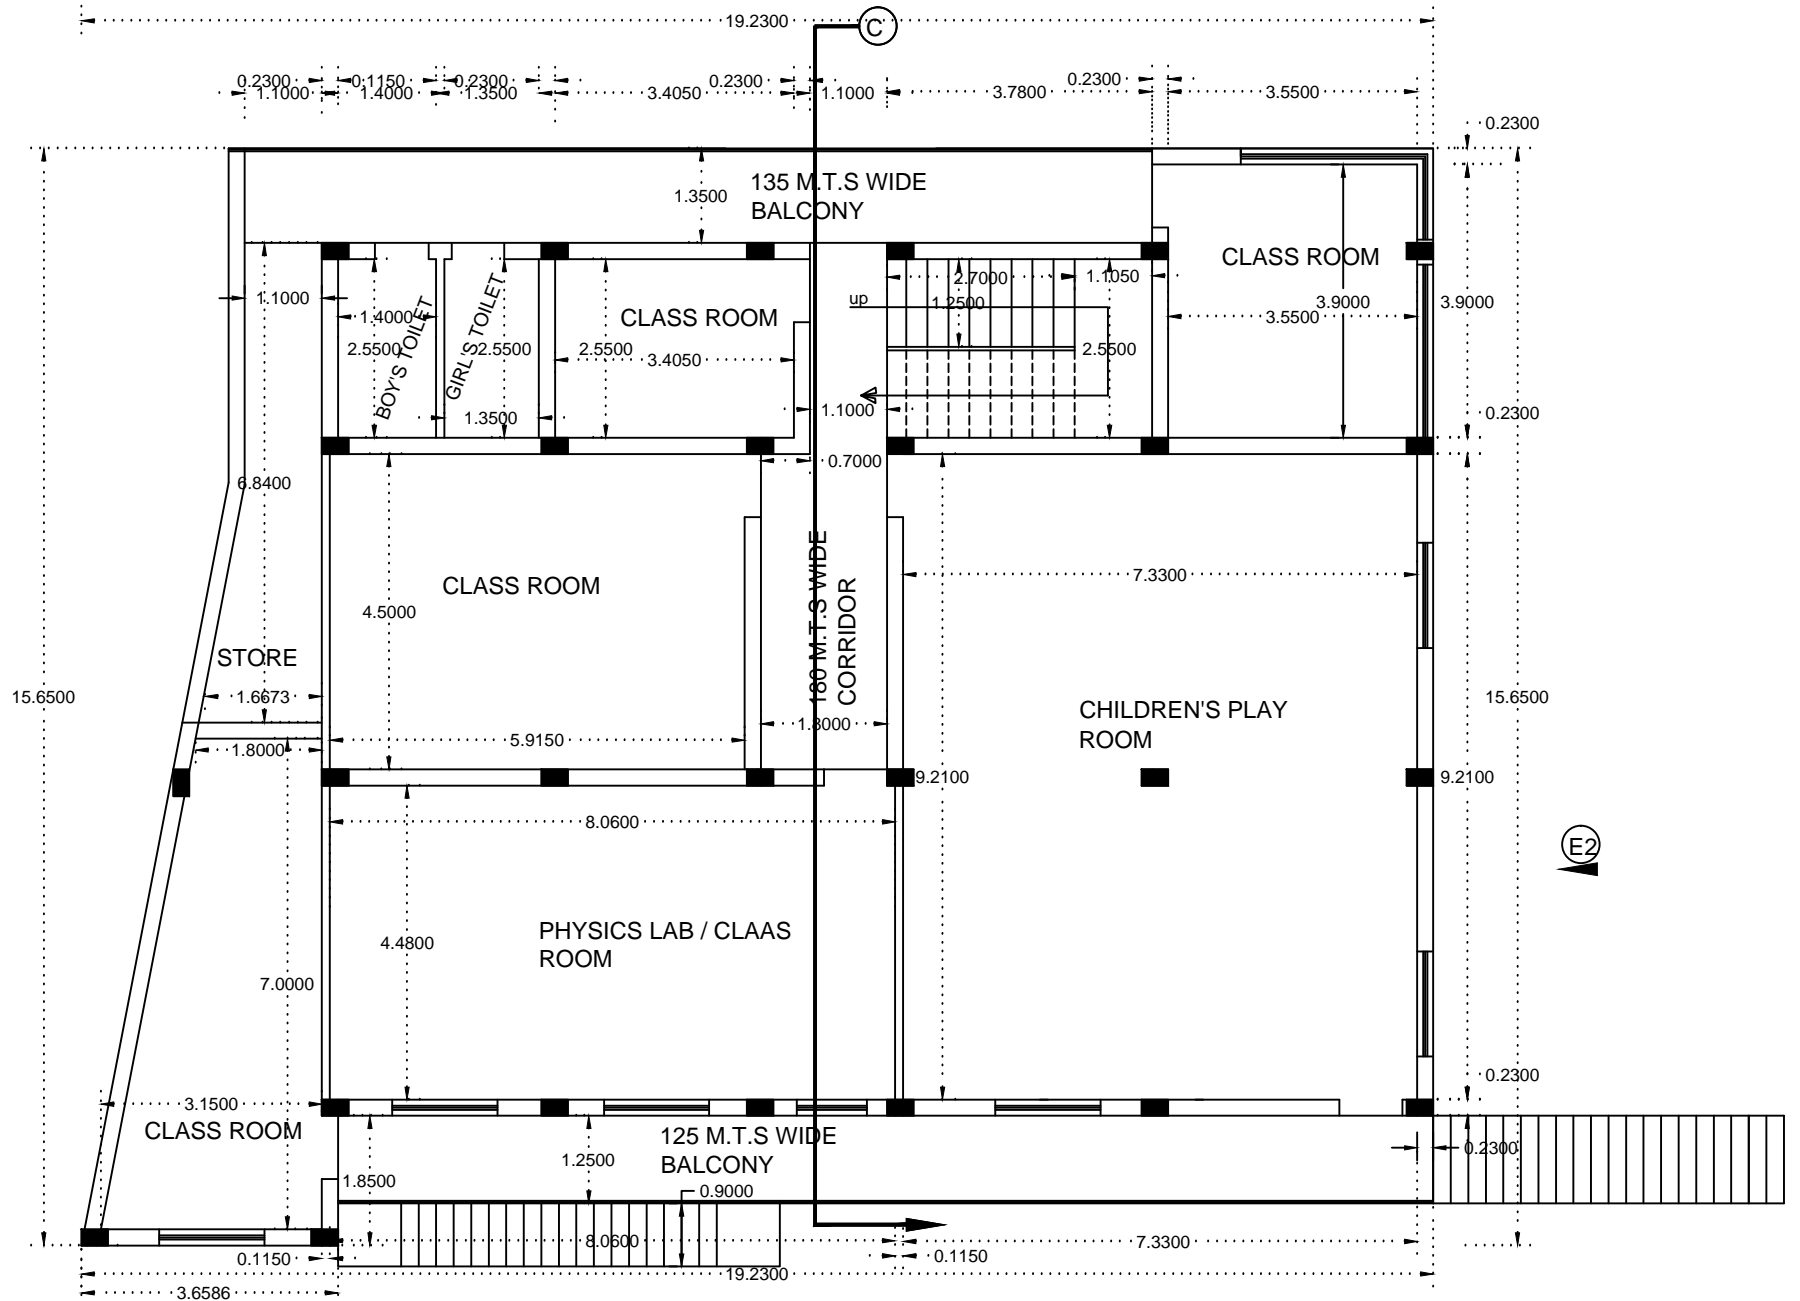 19.2300
C
0.2300 0.1150 0.2300 0.2300 0.2300
1.1000 1.4000 1.3500 3.4050 1.1000 3.7800 3.5500
0.2300
135 M.T.S WIDE
BALCONY
1.3500
CLASS ROOM
2.7000 1.1050
1.1000
up
1.2500
3.9000 3.9000
1.4000
CLASS ROOM
3.5500
BOY'S TOILET
GIRL'S TOILET
2.5500 2.5500 2.5500 2.5500
3.4050
1.3500
1.1000
0.2300
0.7000
6.8400
CLASS ROOM
4.5000
180 M.T.S WIDE
CORRIDOR
7.3300
STORE
15.6500
1.6673
15.6500
CHILDREN'S PLAY
ROOM
1.8000
5.9150
1.8000
9.2100 9.2100
8.0600
E2
PHYSICS LAB / CLAAS
ROOM
4.4800
7.0000
0.2300
3.1500
CLASS ROOM
125 M.T.S WIDE
BALCONY
1.2500
0.2300
1.8500
0.9000
8.0600
7.3300
0.1150
0.1150
19.2300
3.6586